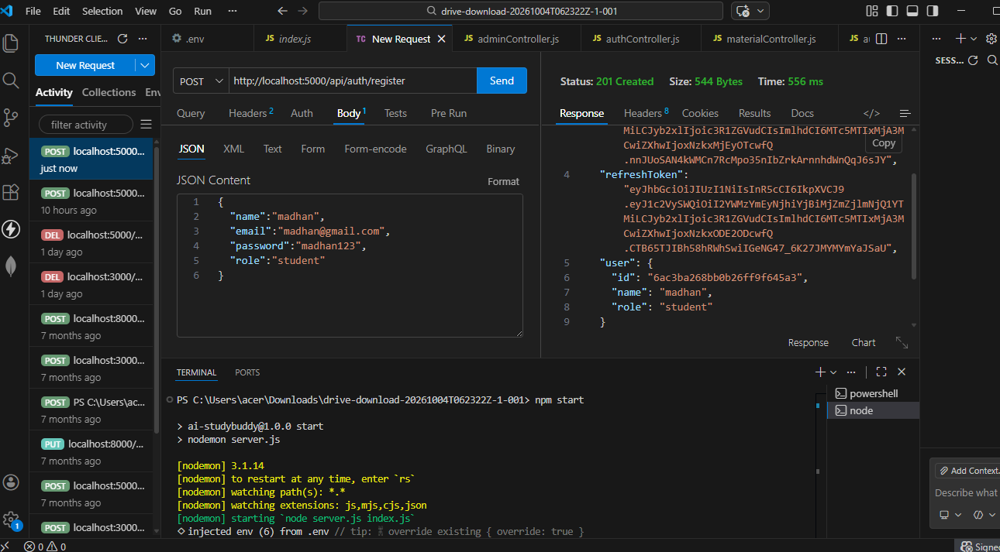 File Edit Selection View Go Run ···
drive-download-20261004T062322Z-1-001
THUNDER CLIE... ···
.env
JS index.js
TC New Request
JS adminController.js
JS authController.js
JS materialController.js
JS au
···
New Request
Activity Collections Env
filter activity
POST localhost:5000...
just now
POST localhost:5000...
10 hours ago
DEL localhost:5000/...
1 day ago
DEL localhost:3000/...
1 day ago
POST localhost:8000...
7 months ago
POST localhost:3000...
7 months ago
POST PS C:\Users\ac...
7 months ago
PUT localhost:8000/...
7 months ago
POST localhost:5000...
7 months ago
POST localhost:3000...
1
POST http://localhost:5000/api/auth/register Send
Query Headers 2 Auth Body 1 Tests Pre Run
JSON XML Text Form Form-encode GraphQL Binary
JSON Content Format
1 {
2 "name":"madhan",
3 "email":"madhan@gmail.com",
4 "password":"madhan123",
5 "role":"student"
6 }
Status: 201 Created Size: 544 Bytes Time: 556 ms
Response Headers 8 Cookies Results Docs </>
MiLCJyb2xlIjoic3R1ZGVudCIsImlhdCI6MTc5MTIxMjA3M
Copy
CwiZXhwIjoxNzkxMjEyOTcwfQ
.nnJUoSAN4kWMCn7RcMpo35nIbZrkArnnhdWnQqJ6sJY",
4 "refreshToken":
"eyJhbGciOiJIUzI1NiIsInR5cCI6IkpXVCJ9
.eyJ1c2VySWQiOiI2YWMzYmEyNjhiYjBiMjZmZjlmNjQ1YT
MiLCJyb2xlIjoic3R1ZGVudCIsImlhdCI6MTc5MTIxMjA3M
CwiZXhwIjoxNzkxODE2ODcwfQ
.CTB65TJIBh58hRWhSwiIGeNG47_6K27JMYMYmYaJSaU",
5 "user": {
6 "id": "6ac3ba268bb0b26ff9f645a3",
7 "name": "madhan",
8 "role": "student"
9 }
Response Chart
TERMINAL PORTS
PS C:\Users\acer\Downloads\drive-download-20261004T062322Z-1-001> npm start
> ai-studybuddy@1.0.0 start
> nodemon server.js
[nodemon] 3.1.14
[nodemon] to restart at any time, enter `rs`
[nodemon] watching path(s): *.*
[nodemon] watching extensions: js,mjs,cjs,json
[nodemon] starting `node server.js index.js`
injected env (6) from .env // tip: override existing { override: true }
powershell
node
SESS...
Add Context.
Describe what
0 0
Signed